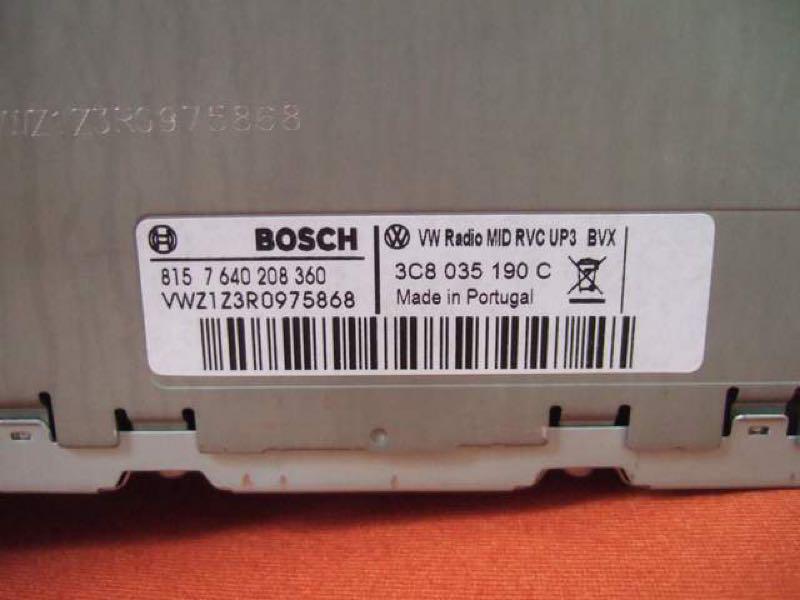 VWZ1Z3R0975868
BOSCH
815 7 640 208 360
VWZ1Z3R0975868
VW Radio MID RVC UP3 BVX
3C8 035 190 C
Made in Portugal